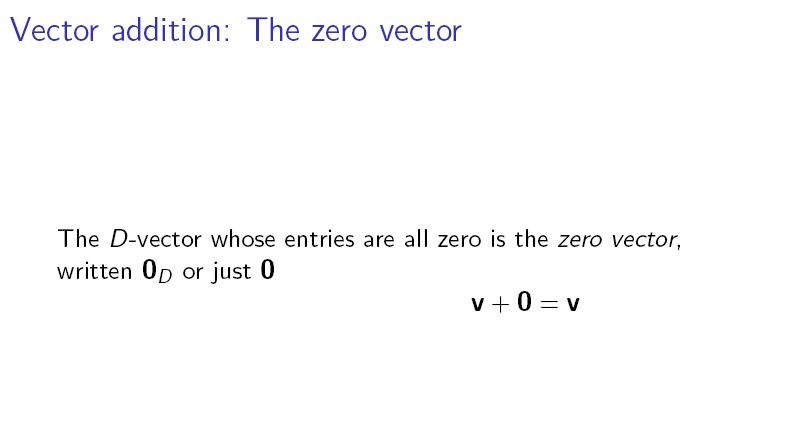 Vector addition: The zero vector
The D-vector whose entries are all zero is the zero vector,
written 0_D or just 0
v + 0 = v